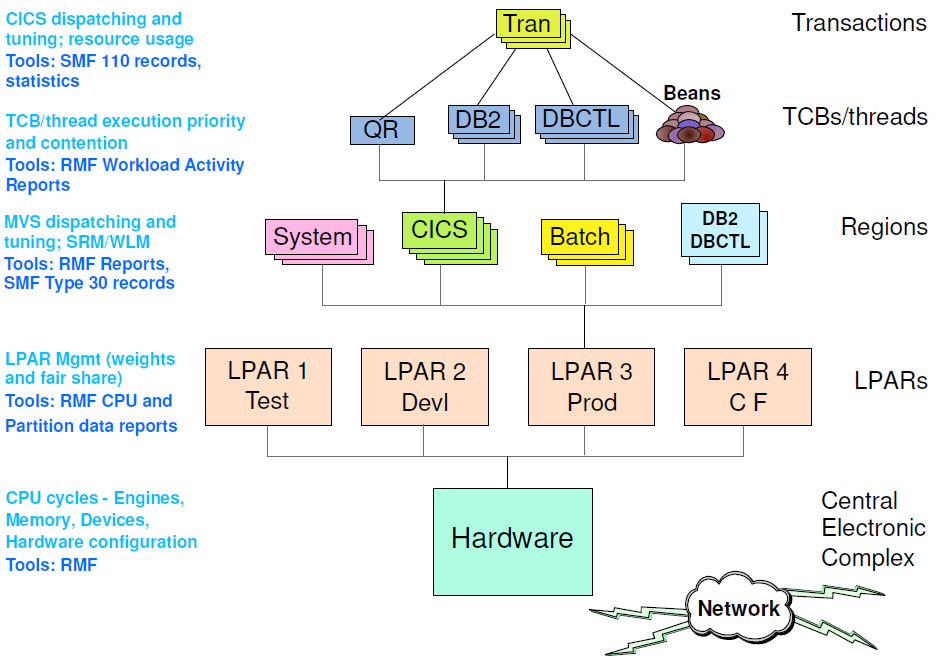 CICS dispatching and
tuning; resource usage
Tools: SMF 110 records,
statistics
Tran
Transactions
TCB/thread execution priority
and contention
Tools: RMF Workload Activity
Reports
QR
DB2
DBCTL
Beans
TCBs/threads
MVS dispatching and
tuning; SRM/WLM
Tools: RMF Reports,
SMF Type 30 records
System
CICS
Batch
DB2
DBCTL
Regions
LPAR Mgmt (weights
and fair share)
Tools: RMF CPU and
Partition data reports
LPAR 1
Test
LPAR 2
Devl
LPAR 3
Prod
LPAR 4
C F
LPARs
CPU cycles - Engines,
Memory, Devices,
Hardware configuration
Tools: RMF
Hardware
Central
Electronic
Complex
Network